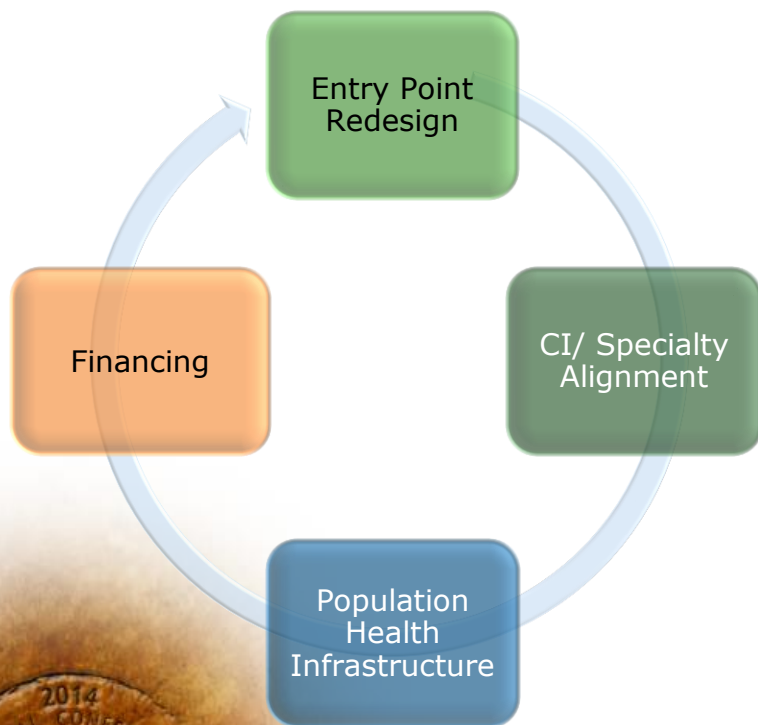 Entry Point
Redesign
CI/ Specialty
Alignment
Population
Health
Infrastructure
Financing
2014